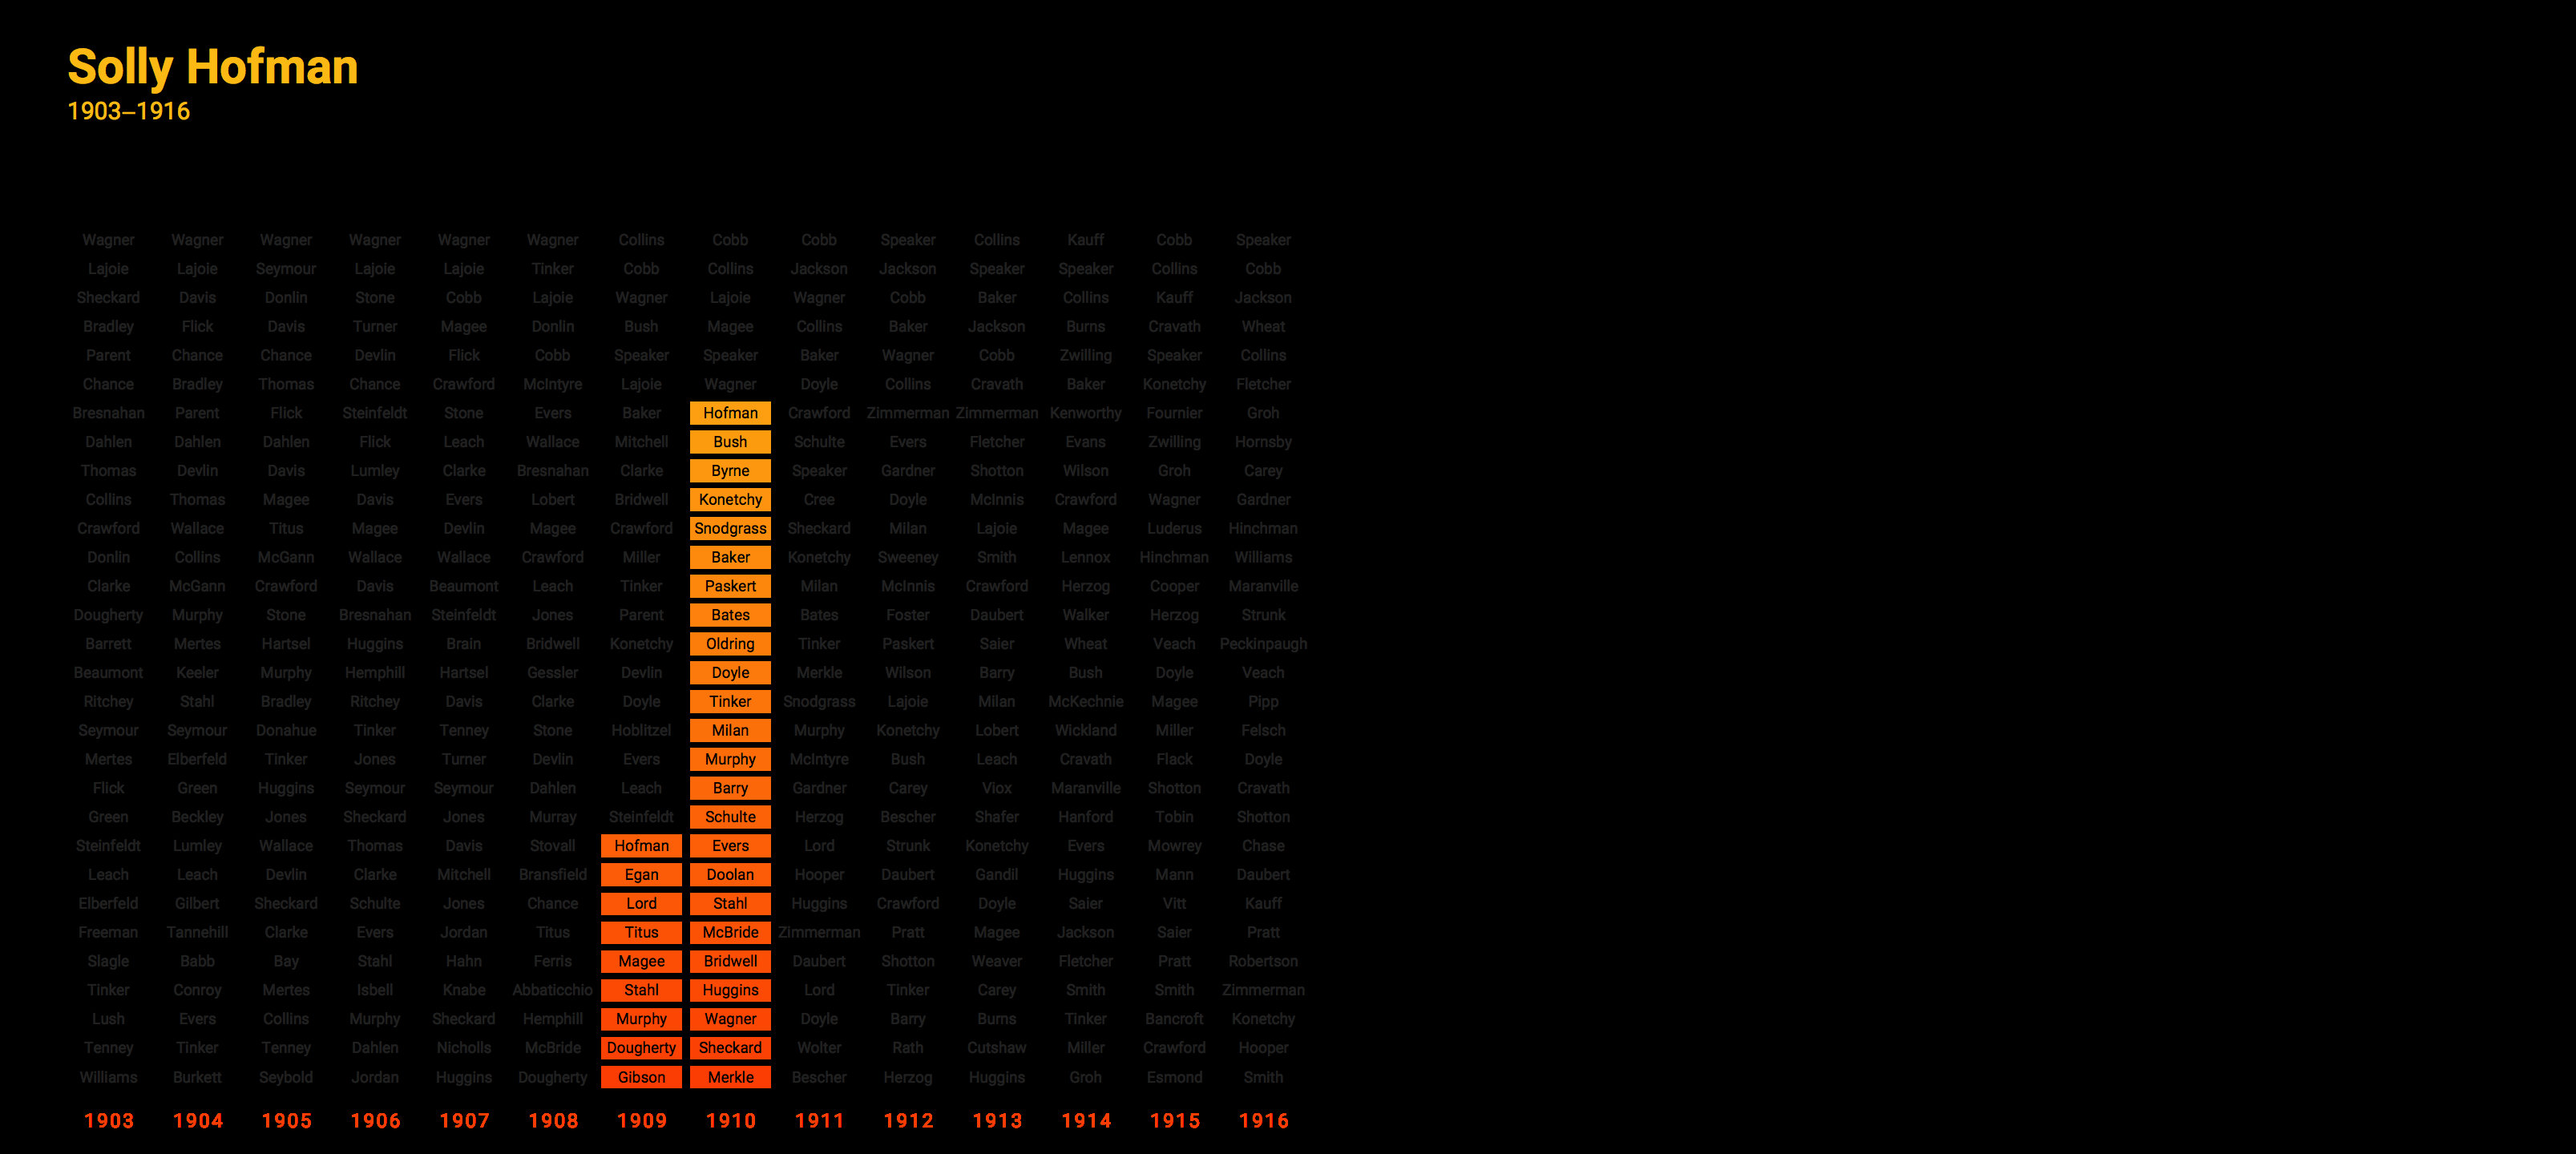 Solly Hofman
1903–1916
Wagner Wagner Wagner Wagner Wagner Wagner Collins Cobb Cobb Speaker Collins Kauff Cobb Speaker
Lajoie Lajoie Seymour Lajoie Lajoie Tinker Cobb Collins Jackson Jackson Speaker Speaker Collins Cobb
Sheckard Davis Donlin Stone Cobb Lajoie Wagner Lajoie Wagner Cobb Baker Collins Kauff Jackson
Bradley Flick Davis Turner Magee Donlin Bush Magee Collins Baker Jackson Burns Cravath Wheat
Parent Chance Chance Devlin Flick Cobb Speaker Speaker Baker Wagner Cobb Zwilling Speaker Collins
Chance Bradley Thomas Chance Crawford McIntyre Lajoie Wagner Doyle Collins Cravath Baker Konetchy Fletcher
Bresnahan Parent Flick Steinfeldt Stone Evers Baker Hofman Crawford Zimmerman Zimmerman Kenworthy Fournier Groh
Dahlen Dahlen Dahlen Flick Leach Wallace Mitchell Bush Schulte Evers Fletcher Evans Zwilling Hornsby
Thomas Devlin Davis Lumley Clarke Bresnahan Clarke Byrne Speaker Gardner Shotton Wilson Groh Carey
Collins Thomas Magee Davis Evers Lobert Bridwell Konetchy Cree Doyle McInnis Crawford Wagner Gardner
Crawford Wallace Titus Magee Devlin Magee Crawford Snodgrass Sheckard Milan Lajoie Magee Luderus Hinchman
Donlin Collins McGann Wallace Wallace Crawford Miller Baker Konetchy Sweeney Smith Lennox Hinchman Williams
Clarke McGann Crawford Davis Beaumont Leach Tinker Paskert Milan McInnis Crawford Herzog Cooper Maranville
Dougherty Murphy Stone Bresnahan Steinfeldt Jones Parent Bates Bates Foster Daubert Walker Herzog Strunk
Barrett Mertes Hartsel Huggins Brain Bridwell Konetchy Oldring Tinker Paskert Saier Wheat Veach Peckinpaugh
Beaumont Keeler Murphy Hemphill Hartsel Gessler Devlin Doyle Merkle Wilson Barry Bush Doyle Veach
Ritchey Stahl Bradley Ritchey Davis Clarke Doyle Tinker Snodgrass Lajoie Milan McKechnie Magee Pipp
Seymour Seymour Donahue Tinker Tenney Stone Hoblitzel Milan Murphy Konetchy Lobert Wickland Miller Felsch
Mertes Elberfeld Tinker Jones Turner Devlin Evers Murphy McIntyre Bush Leach Cravath Flack Doyle
Flick Green Huggins Seymour Seymour Dahlen Leach Barry Gardner Carey Viox Maranville Shotton Cravath
Green Beckley Jones Sheckard Jones Murray Steinfeldt Schulte Herzog Bescher Shafer Hanford Tobin Shotton
Steinfeldt Lumley Wallace Thomas Davis Stovall Hofman Evers Lord Strunk Konetchy Evers Mowrey Chase
Leach Leach Devlin Clarke Mitchell Bransfield Egan Doolan Hooper Daubert Gandil Huggins Mann Daubert
Elberfeld Gilbert Sheckard Schulte Jones Chance Lord Stahl Huggins Crawford Doyle Saier Vitt Kauff
Freeman Tannehill Clarke Evers Jordan Titus Titus McBride Zimmerman Pratt Magee Jackson Saier Pratt
Slagle Babb Bay Stahl Hahn Ferris Magee Bridwell Daubert Shotton Weaver Fletcher Pratt Robertson
Tinker Conroy Mertes Isbell Knabe Abbaticchio Stahl Huggins Lord Tinker Carey Smith Smith Zimmerman
Lush Evers Collins Murphy Sheckard Hemphill Murphy Wagner Doyle Barry Burns Tinker Bancroft Konetchy
Tenney Tinker Tenney Dahlen Nicholls McBride Dougherty Sheckard Wolter Rath Cutshaw Miller Crawford Hooper
Williams Burkett Seybold Jordan Huggins Dougherty Gibson Merkle Bescher Herzog Huggins Groh Esmond Smith
1903 1904 1905 1906 1907 1908 1909 1910 1911 1912 1913 1914 1915 1916